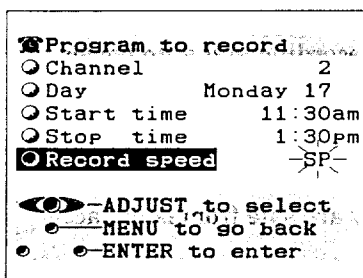 Program to record
Channel 2
Day Monday 17
Start time 11:30am
Stop time 1:30pm
Record speed SP
ADJUST to select
MENU to go back
ENTER to enter